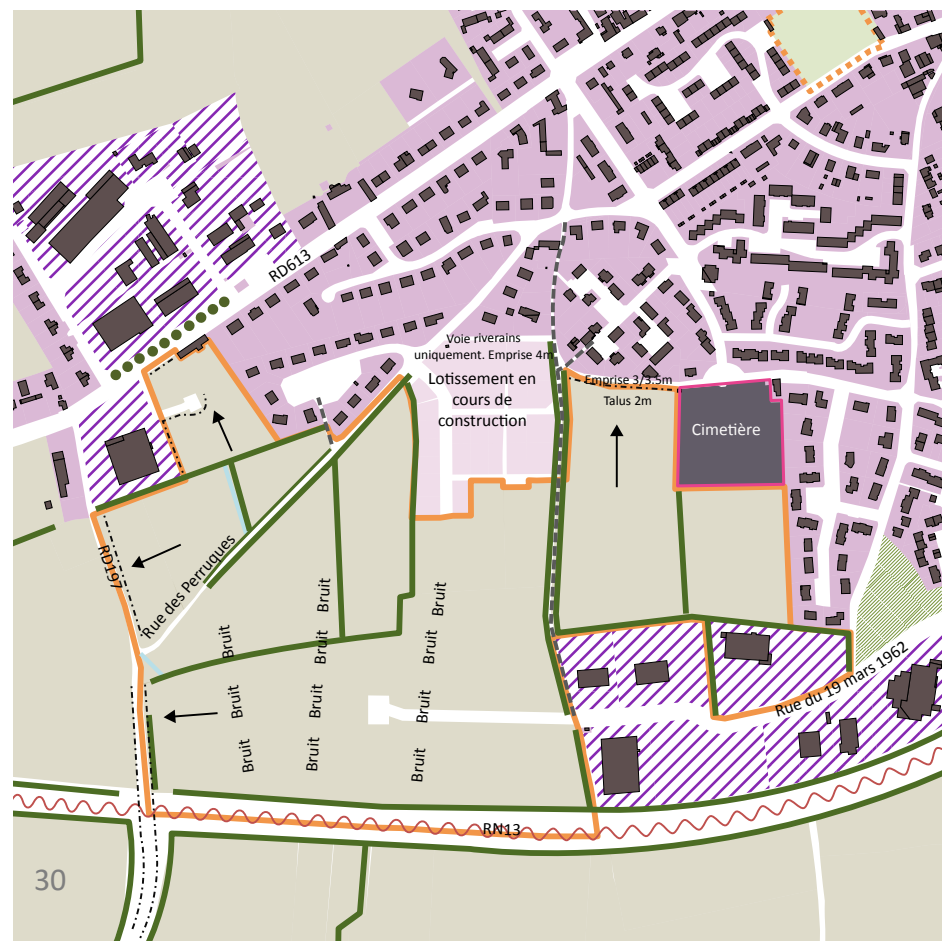 RD613
Voie riverains
uniquement. Emprise 4m
Lotissement en
cours de
construction
Emprise 3/3.5m
Talus 2m
Cimetière
RD197
Rue des Perruques
Bruit
Bruit
Bruit
Bruit
Bruit
Bruit
Bruit
Bruit
Bruit
Bruit
Bruit
Bruit
Rue du 19 mars 1962
RN13
30